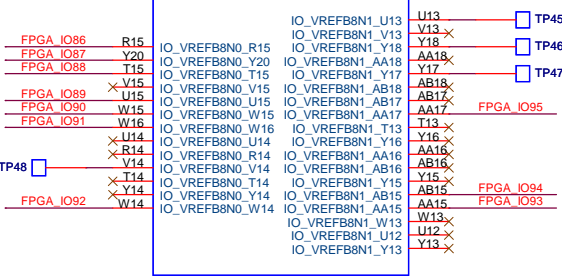 IO_VREFB8N1_U13 U13 TP45
IO_VREFB8N1_V13 V13
FPGA_IO86 R15 IO_VREFB8N0_R15 IO_VREFB8N1_Y18 Y18 TP46
FPGA_IO87 Y20 IO_VREFB8N0_Y20 IO_VREFB8N1_AA18 AA18
FPGA_IO88 T15 IO_VREFB8N0_T15 IO_VREFB8N1_Y17 Y17 TP47
V15 IO_VREFB8N0_V15 IO_VREFB8N1_AB18 AB18
FPGA_IO89 U15 IO_VREFB8N0_U15 IO_VREFB8N1_AB17 AB17
FPGA_IO90 W15 IO_VREFB8N0_W15 IO_VREFB8N1_AA17 AA17 FPGA_IO95
FPGA_IO91 W16 IO_VREFB8N0_W16 IO_VREFB8N1_T13 T13
U14 IO_VREFB8N0_U14 IO_VREFB8N1_Y16 Y16
R14 IO_VREFB8N0_R14 IO_VREFB8N1_AA16 AA16
TP48 V14 IO_VREFB8N0_V14 IO_VREFB8N1_AB16 AB16
T14 IO_VREFB8N0_T14 IO_VREFB8N1_Y15 Y15
Y14 IO_VREFB8N0_Y14 IO_VREFB8N1_AB15 AB15 FPGA_IO94
FPGA_IO92 W14 IO_VREFB8N0_W14 IO_VREFB8N1_AA15 AA15 FPGA_IO93
IO_VREFB8N1_W13 W13
IO_VREFB8N1_U12 U12
IO_VREFB8N1_Y13 Y13